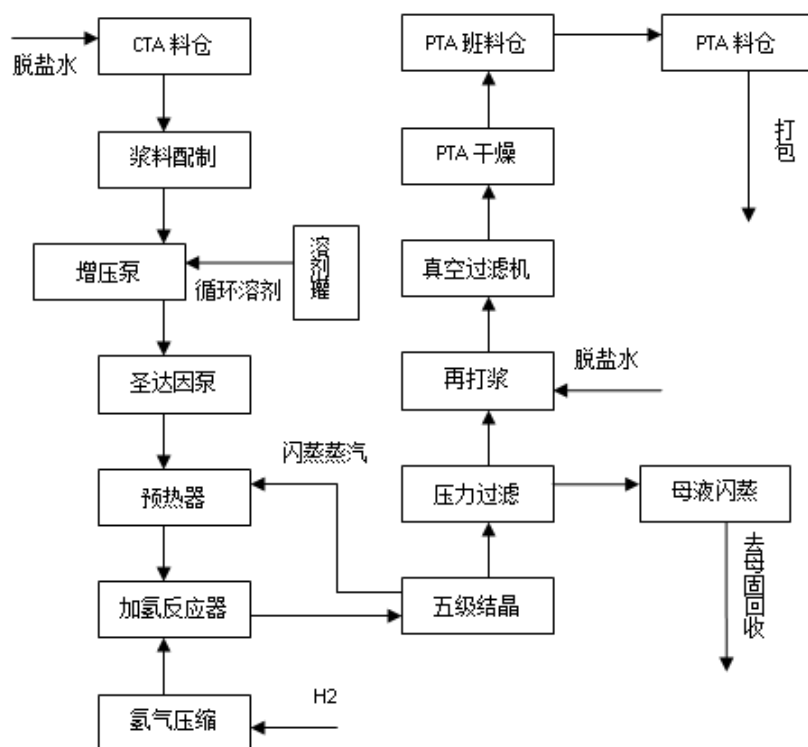 CTA 料仓
脱盐水
浆料配制
增压泵
循环溶剂
溶剂罐
圣达因泵
闪蒸蒸汽
预热器
加氢反应器
氢气压缩
H2
五级结晶
压力过滤
母液闪蒸
去母固回收
再打浆
脱盐水
真空过滤机
PTA 干燥
PTA 班料仓
PTA 料仓
打包